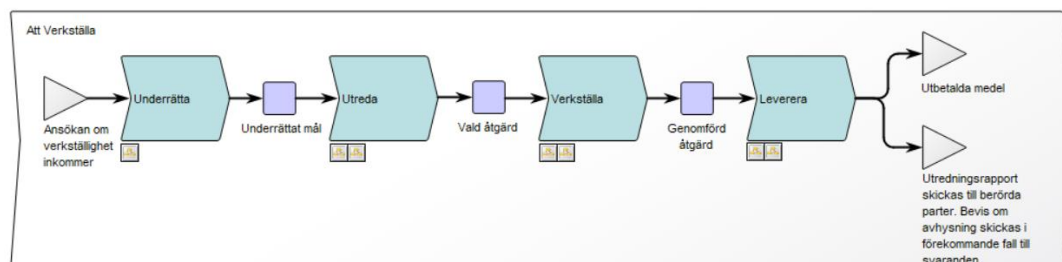 Att Verkställa
Underrätta
Utreda
Verkställa
Leverera
Ansökan om
verkställighet
inkommer
Underrättat mål
Vald åtgärd
Genomförd
åtgärd
Utbetalda medel
Utredningsrapport
skickas till berörda
parter. Bevis om
avhysning skickas i
förekommande fall till
svaranden